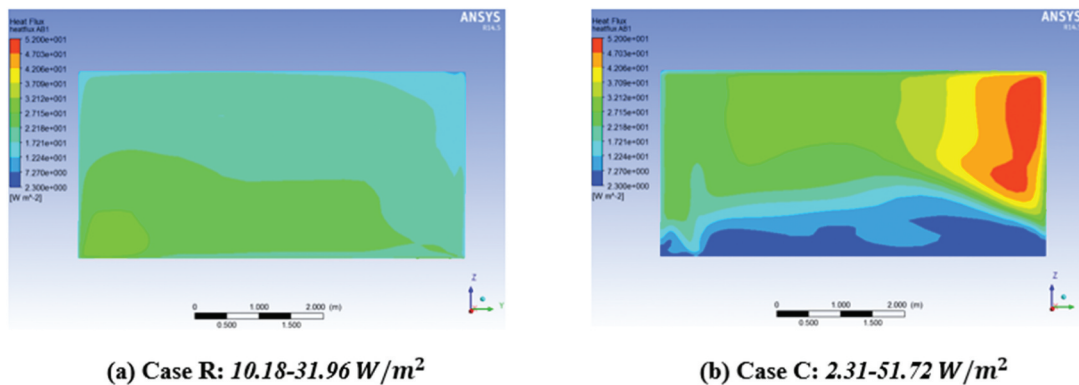 Heat Flux
heatflux AB1
5.200e+001
4.703e+001
4.206e+001
3.709e+001
3.212e+001
2.715e+001
2.218e+001
1.721e+001
1.224e+001
7.270e+000
2.300e+000
[W m^-2]
ANSYS
R14.5
0
1.000
2.000
(m)
0.500
1.500
Z
Y
(a) Case R: 10.18-31.96 W/m²
Heat Flux
heatflux AB1
5.200e+001
4.703e+001
4.206e+001
3.709e+001
3.212e+001
2.715e+001
2.218e+001
1.721e+001
1.224e+001
7.270e+000
2.300e+000
[W m^-2]
ANSYS
R14.5
0
1.000
2.000 (m)
0.500
1.500
Z
Y
(b) Case C: 2.31-51.72 W/m²